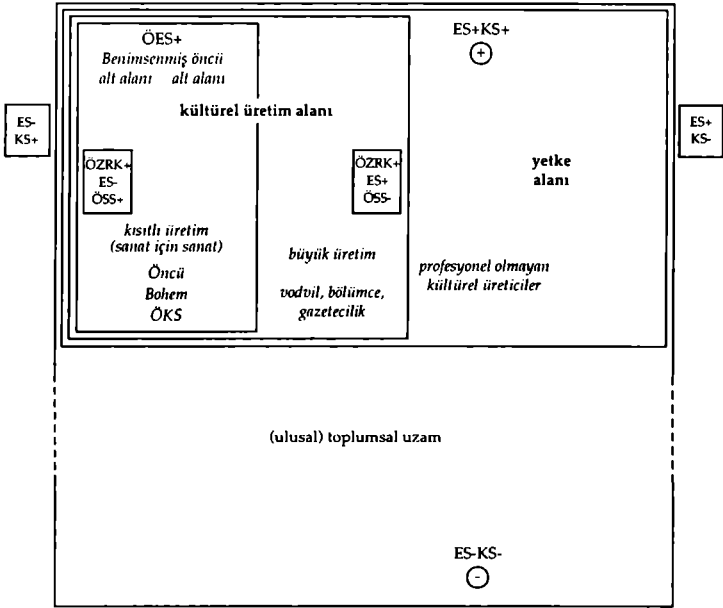 ES+KS+
+
ÖES+
Benimsenmiş öncü
alt alanı alt alanı
kültürel üretim alanı
ES-
KS+
ES+
KS-
ÖZRK+
ES-
ÖSS+
ÖZRK+
ES+
ÖSS-
yetke
alanı
kısıtlı üretim
(sanat için sanat)
Öncü
Bohem
ÖKS
büyük üretim
vodvil, bölümce,
gazetecilik
profesyonel olmayan
kültürel üreticiler
(ulusal) toplumsal uzam
ES-KS-
-